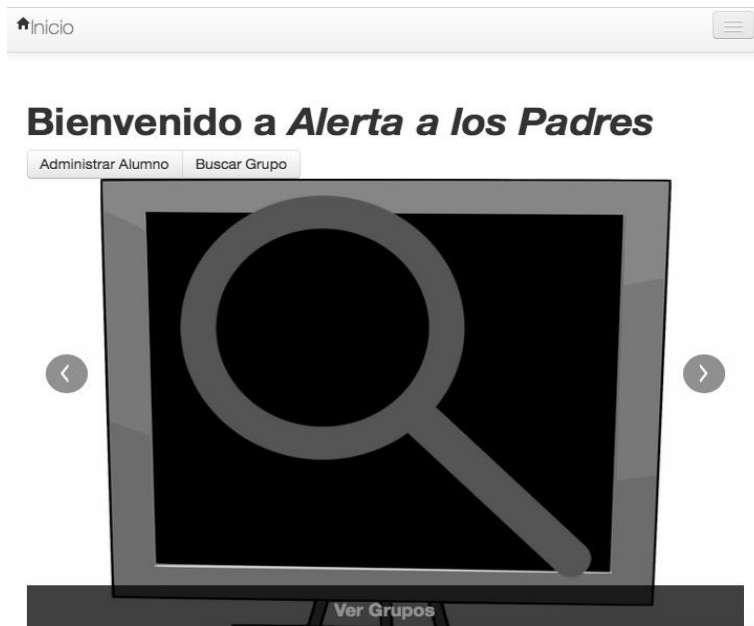 Inicio
Bienvenido a Alerta a los Padres
Administrar Alumno Buscar Grupo
Ver Grupos